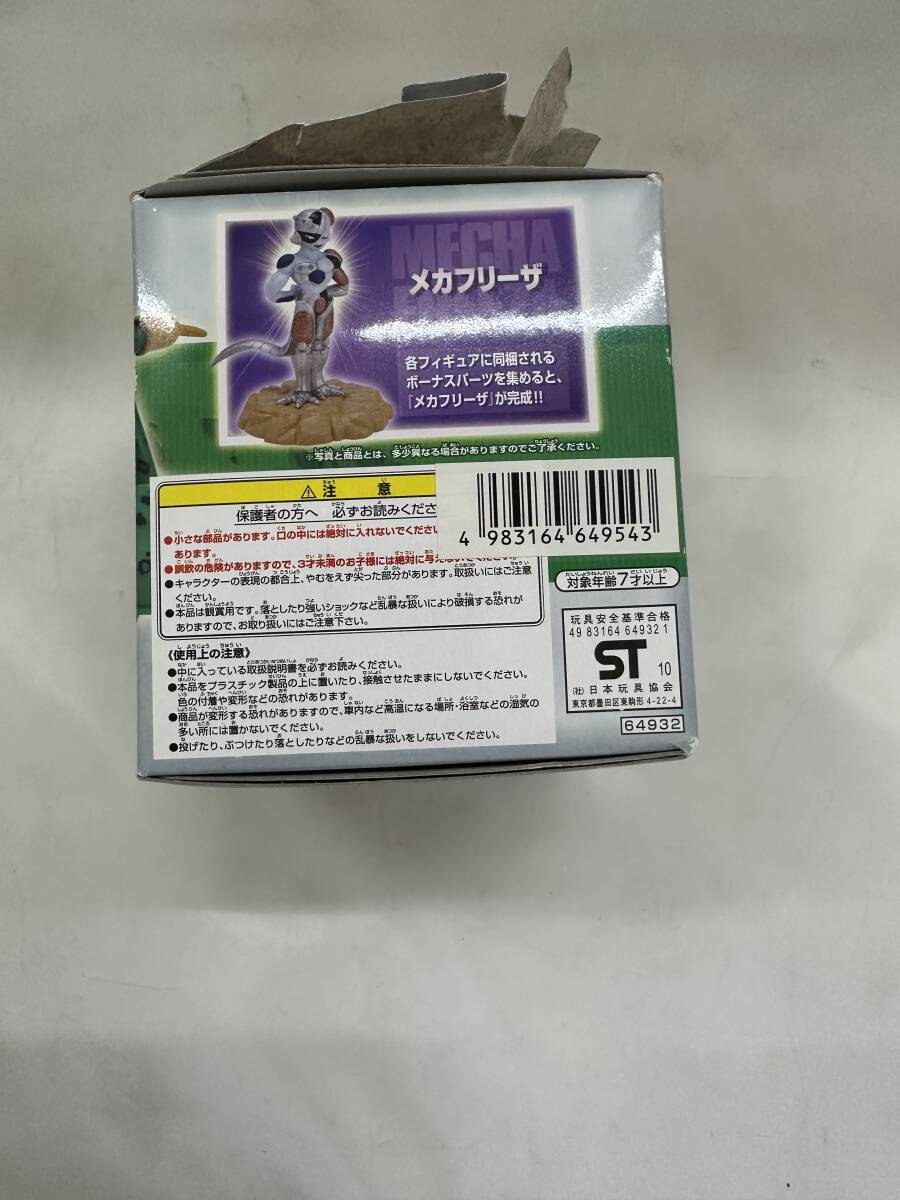 MECHA
メカフリーザ
各フィギュアに同梱される
ボーナスパーツを集めると、
『メカフリーザ』が完成!!
※写真と商品とは、多少異なる場合がありますのでご了承ください。
⚠注意
保護者の方へ 必ずお読みくださ
●小さな部品があります。口の中には絶対に入れないでください
あります。
●誤飲の危険がありますので、3才未満のお子様には絶対に与え
●キャラクターの表現の都合上、やむをえず尖った部分があります。取扱いにはご注意
ください。
●本品は観賞用です。落としたり強いショックなど乱暴な扱いにより破損する恐れが
ありますので、お取り扱いにはご注意下さい。
4 983164 649543
対象年齢7才以上
《使用上の注意》
●中に入っている取扱説明書を必ずお読みください。
●本品をプラスチック製品の上に置いたり、接触させたままにしないでください。
色の付着や変形などの恐れがあります。
●商品が変形する恐れがありますので、車内など高温になる場所・浴室などの湿気の
多い所には置かないでください。
●投げたり、ぶつけたり落としたりなどの乱暴な扱いをしないでください。
玩具安全基準合格
49 83164 64932 1
ST 10
(社)日本玩具協会
東京都墨田区東駒形4-22-4
64932